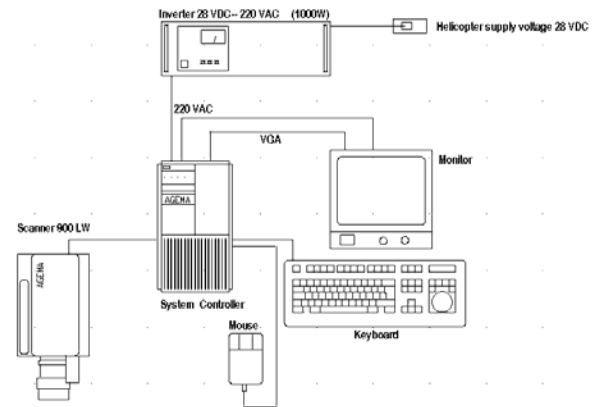 Inverter 28 VDC-- 220 VAC (1000W)
Helicopter supply voltage 28 VDC
220 VAC
VGA
Monitor
AGEMA
Scanner 900 LW
AGEMA
System Controller
Mouse
Keyboard